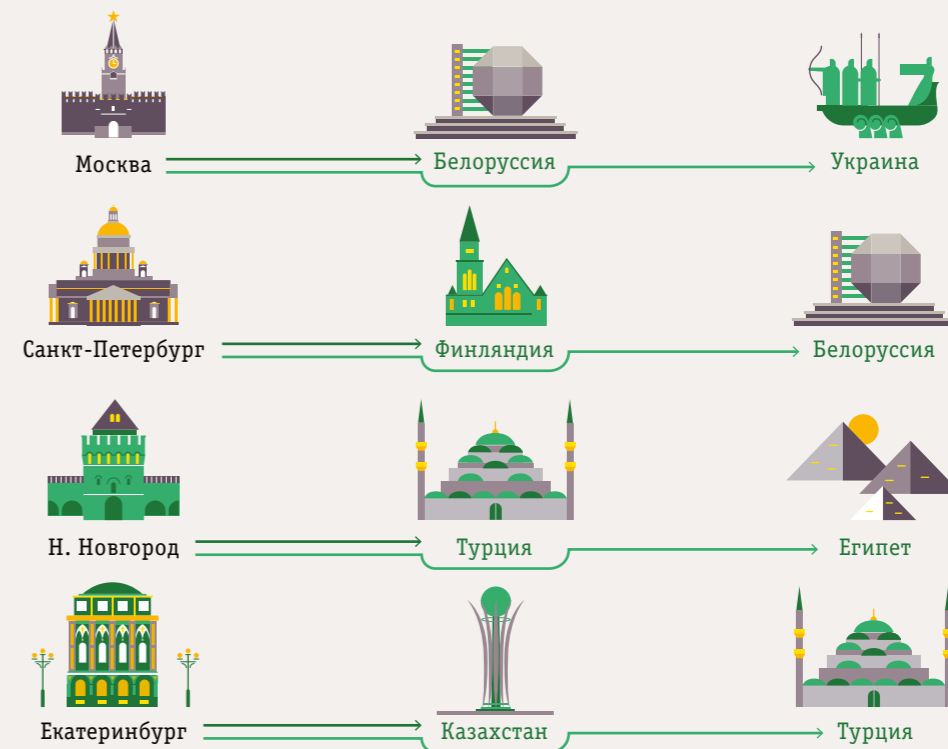 Москва
Белоруссия
Украина
Санкт-Петербург
Финляндия
Белоруссия
Н. Новгород
Турция
Египет
Екатеринбург
Казахстан
Турция